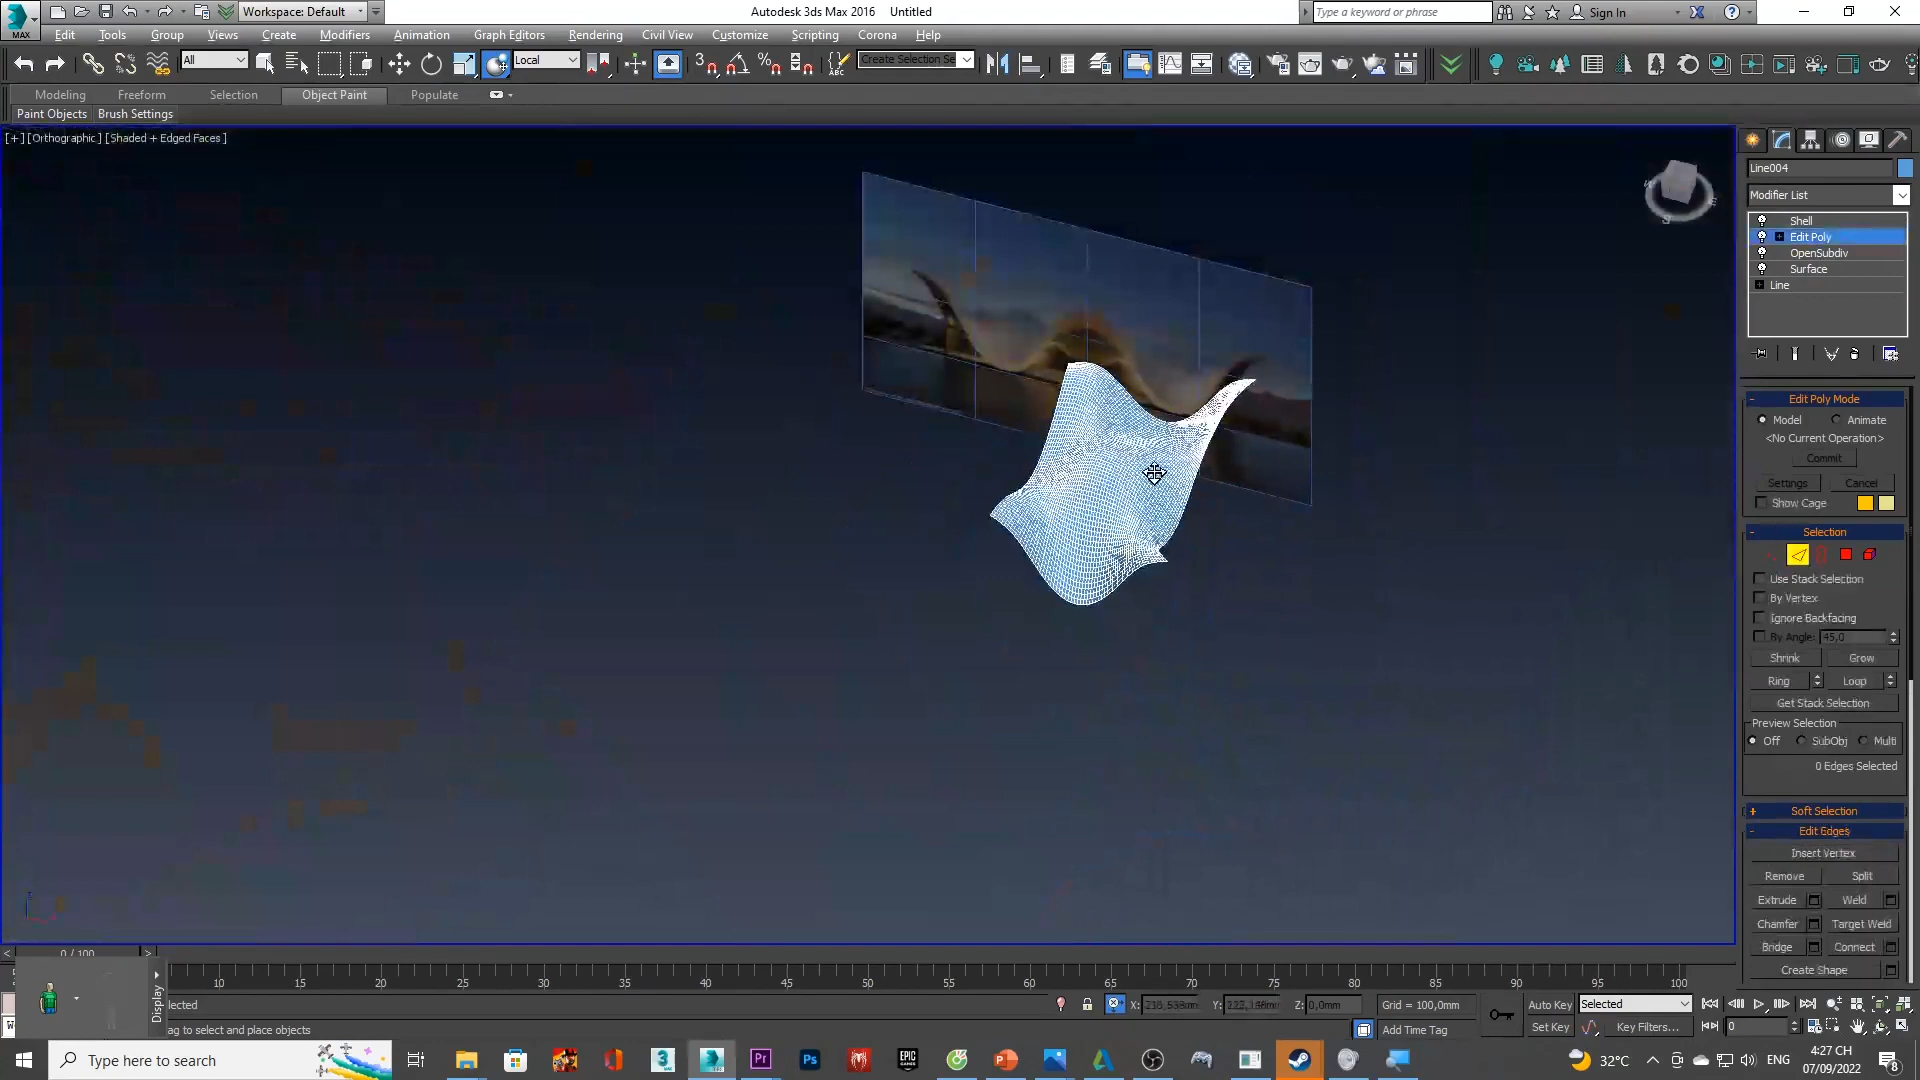 MAX
Workspace: Default
Autodesk 3ds Max 2016 Untitled
Type a keyword or phrase
Sign In
Edit Tools Group Views Create Modifiers Animation Graph Editors Rendering Civil View Customize Scripting Corona Help
All
Local
Create Selection Se
Modeling Freeform Selection Object Paint Populate
Paint Objects Brush Settings
[+] [Orthographic] [Shaded + Edged Faces]
Line004
Modifier List
Shell
Edit Poly
OpenSubdiv
Surface
Line
Edit Poly Mode
Model Animate
<No Current Operation>
Commit
Settings Cancel
Show Cage
Selection
Use Stack Selection
By Vertex
Ignore Backfacing
By Angle: 45,0
Shrink Grow
Ring Loop
Get Stack Selection
Preview Selection
Off SubObj Multi
0 Edges Selected
Soft Selection
Edit Edges
Insert Vertex
Remove Split
Extrude Weld
Chamfer Target Weld
Bridge Connect
Create Shape
0 / 100
10 15 20 25 30 35 40 45 50 55 60 65 70 75 80 85 90 95 100
Display
lected
X: Y: Z: 0,0mm Grid = 100,0mm
Auto Key Selected
ag to select and place objects
Add Time Tag
Set Key Key Filters... 0
Type here to search
32°C
ENG
4:27 CH
07/09/2022
8